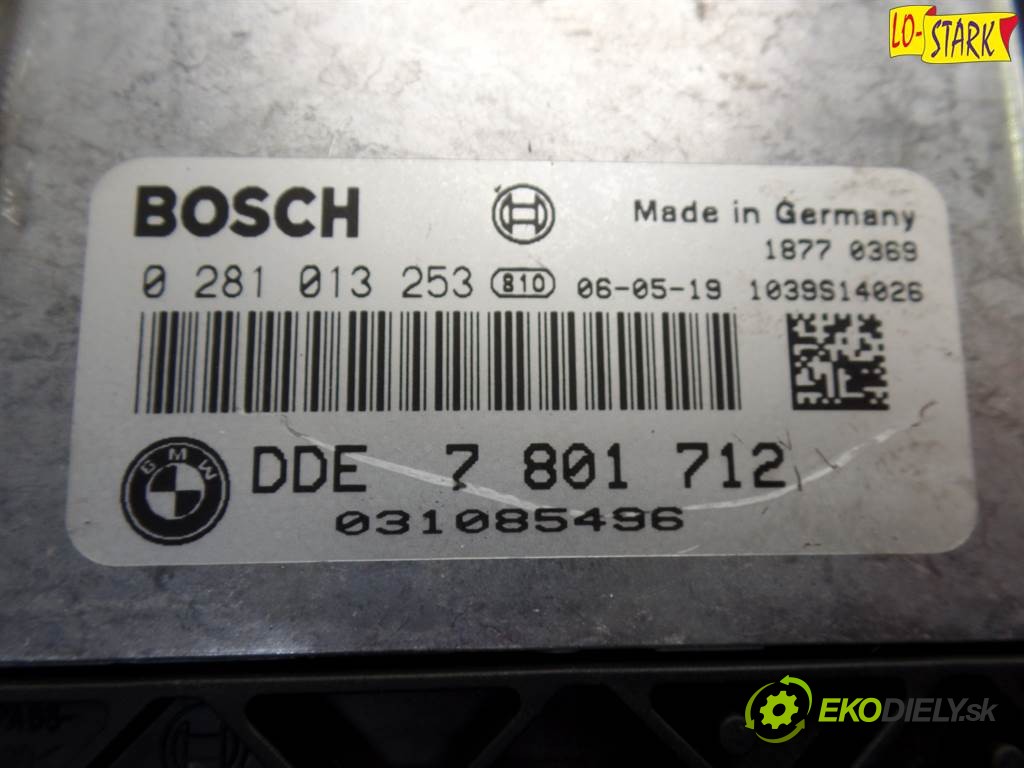 LO-STARK
BOSCH
Made in Germany
1877 0369
0 281 013 253 810 06-05-19 1039S14026
BMW
DDE 7 801 712
031085496
EKODIELY.sk